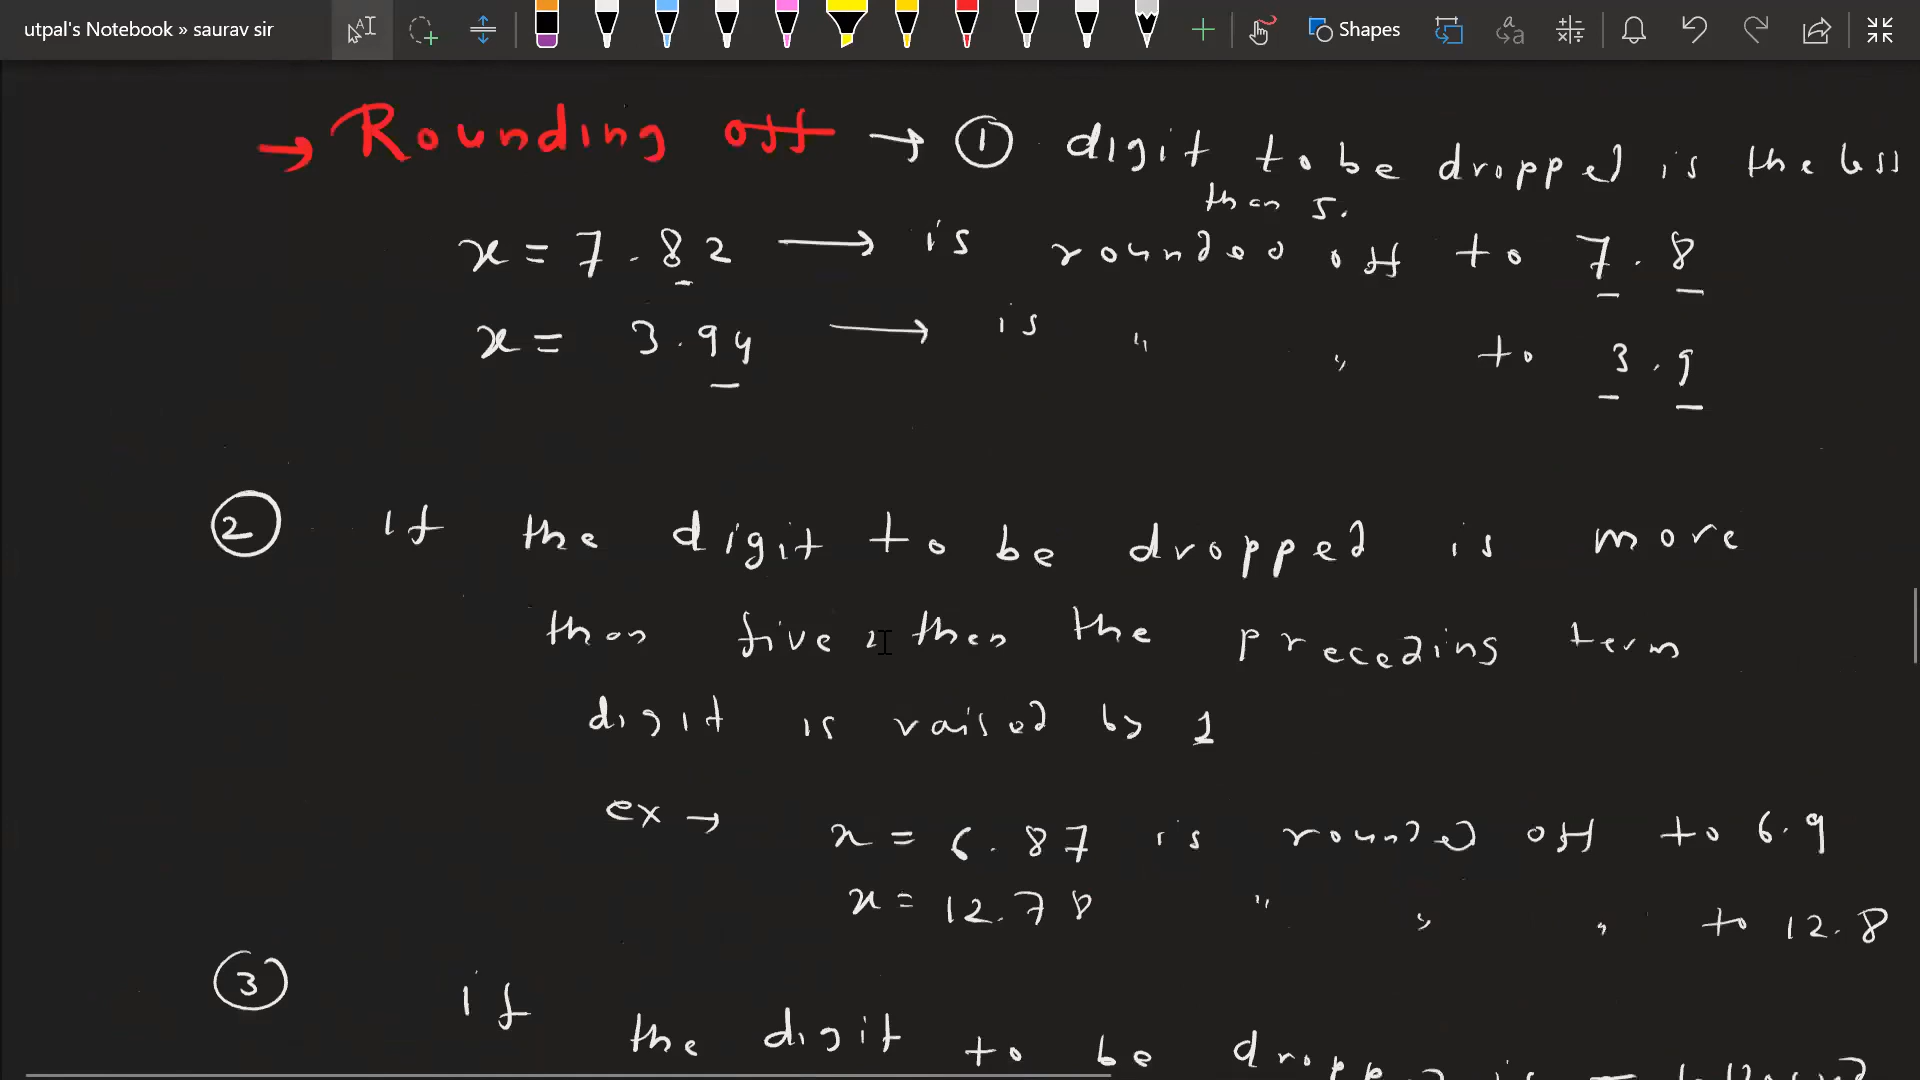 utpal's Notebook » saurav sir
Shapes
→ Rounding off → ① digit to be dropped is the less
than 5.
x = 7.82 ⟶ is rounded off to 7.8
x = 3.94 ⟶ is " " to 3.9
② if the digit to be dropped is more
than five, then the preceding term
digit is raised by 1
ex → x = 6.87 is rounded off to 6.9
x = 12.78 " " " to 12.8
③ if
the digit to be dropped is